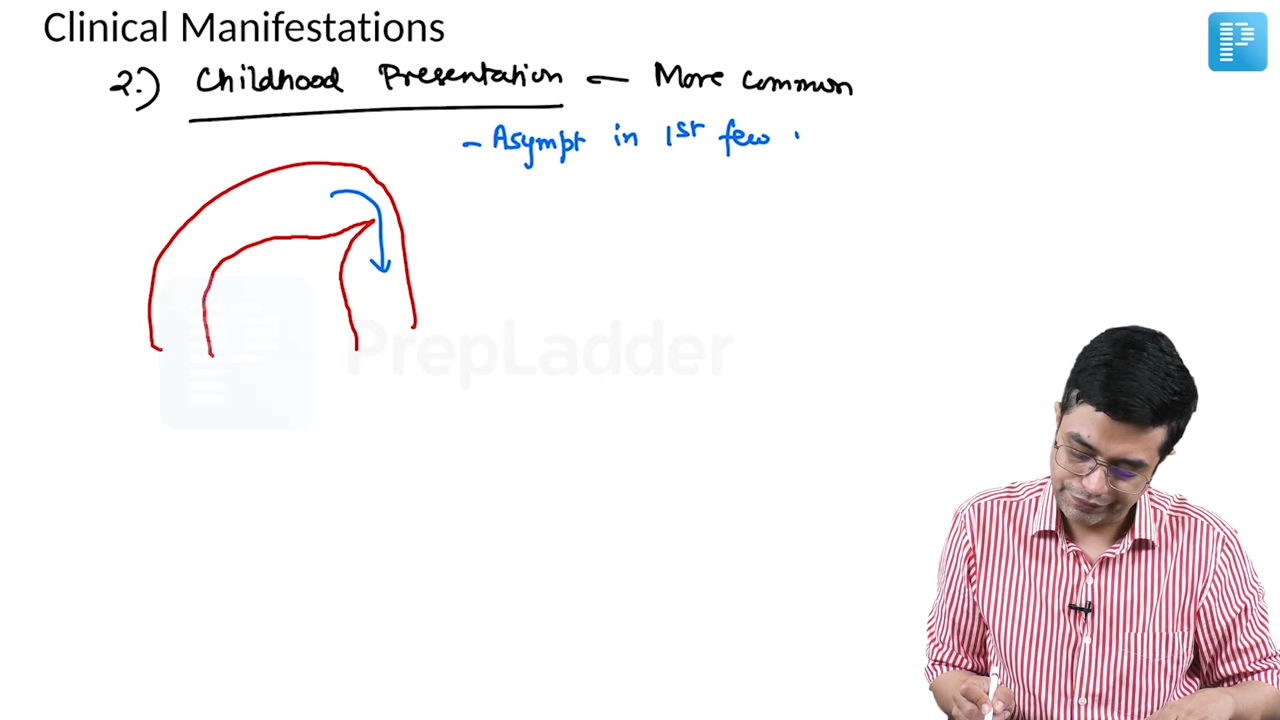 Clinical Manifestations
2.) Childhood Presentation – More common
- Asympt in 1st few
PrepLadder